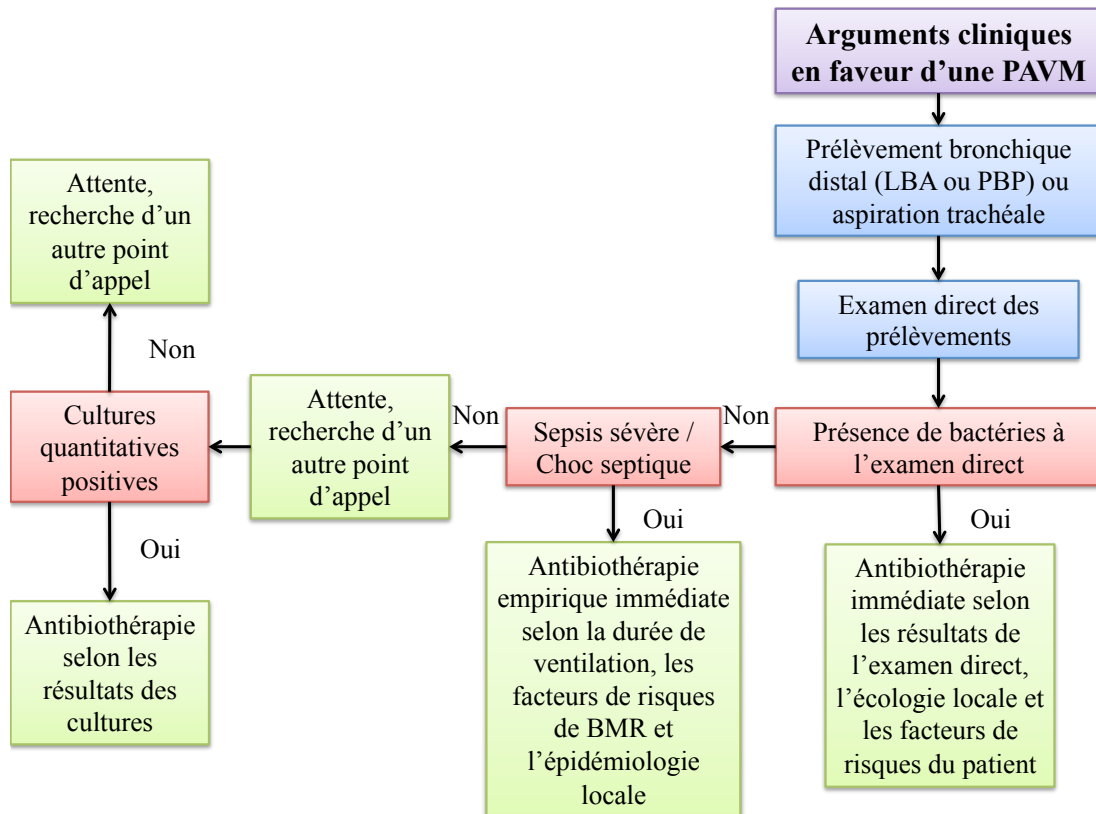 Arguments cliniques
en faveur d’une PAVM
Prélèvement bronchique
distal (LBA ou PBP) ou
aspiration trachéale
Examen direct des
prélèvements
Présence de bactéries à
l’examen direct
Oui
Antibiothérapie
immédiate selon
les résultats de
l’examen direct,
l’écologie locale et
les facteurs de
risques du patient
Non
Sepsis sévère /
Choc septique
Oui
Antibiothérapie
empirique immédiate
selon la durée de
ventilation, les
facteurs de risques
de BMR et
l’épidémiologie
locale
Non
Attente,
recherche d’un
autre point
d’appel
Cultures
quantitatives
positives
Non
Attente,
recherche d’un
autre point
d’appel
Oui
Antibiothérapie
selon les
résultats des
cultures